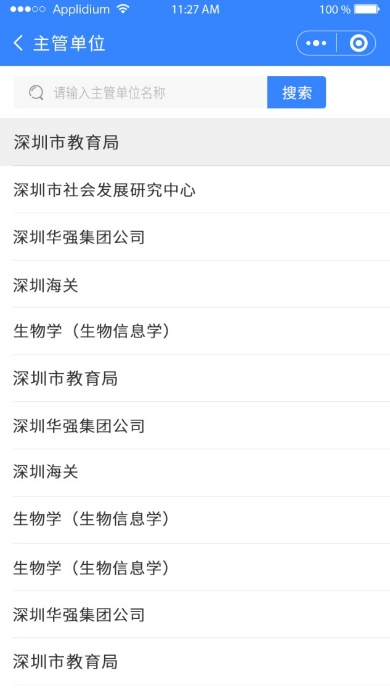 Applidium
11:27 AM
100 %
主管单位
请输入主管单位名称
搜索
深圳市教育局
深圳市社会发展研究中心
深圳华强集团公司
深圳海关
生物学（生物信息学）
深圳市教育局
深圳华强集团公司
深圳海关
生物学（生物信息学）
生物学（生物信息学）
深圳华强集团公司
深圳市教育局